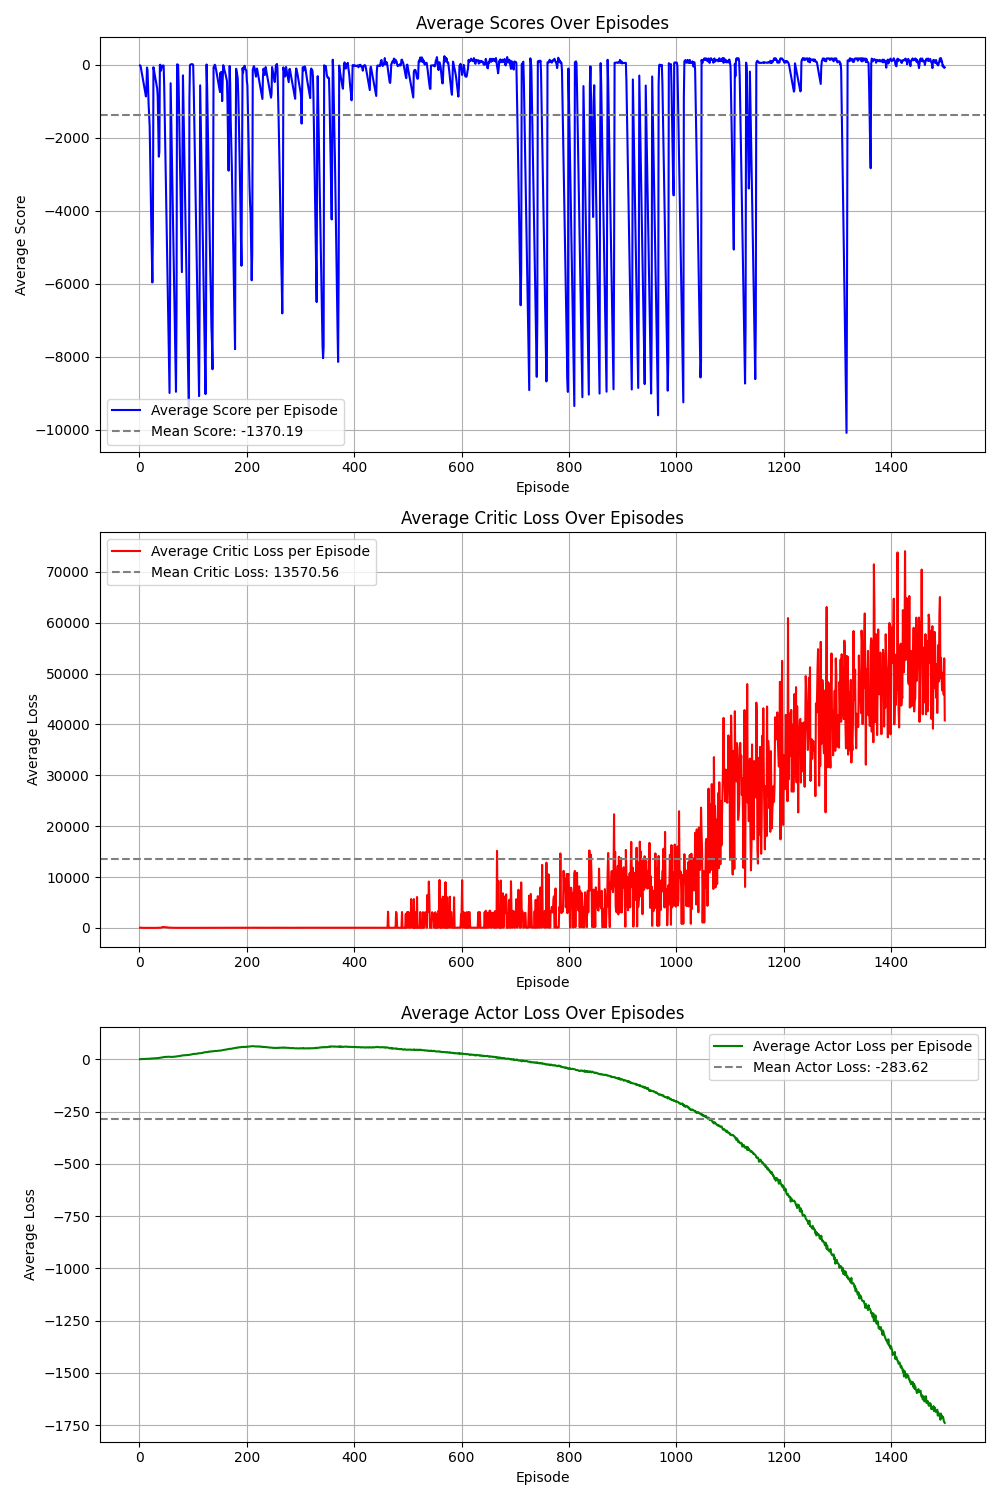 Average Scores Over Episodes
Average Score
0
−2000
−4000
−6000
−8000
−10000
Average Score per Episode
Mean Score: -1370.19
0 200 400 600 800 1000 1200 1400
Episode
Average Critic Loss Over Episodes
Average Loss
70000
60000
50000
40000
30000
20000
10000
0
Average Critic Loss per Episode
Mean Critic Loss: 13570.56
0 200 400 600 800 1000 1200 1400
Episode
Average Actor Loss Over Episodes
Average Loss
0
−250
−500
−750
−1000
−1250
−1500
−1750
Average Actor Loss per Episode
Mean Actor Loss: -283.62
0 200 400 600 800 1000 1200 1400
Episode